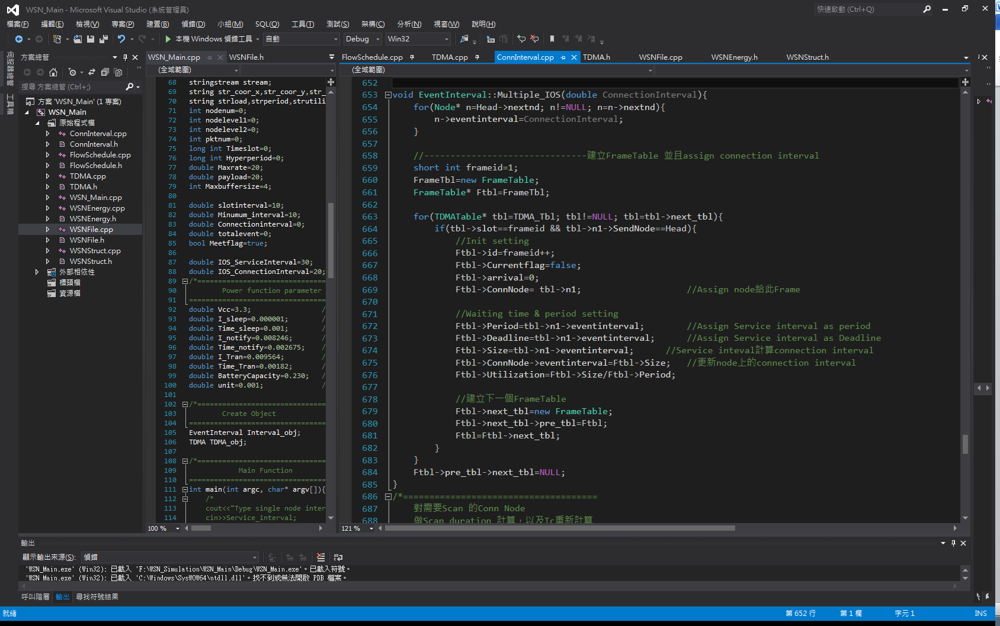 WSN_Main - Microsoft Visual Studio (系統管理員)
快速啟動 (Ctrl+Q)
檔案(F) 編輯(E) 檢視(V) 專案(P) 建置(B) 偵錯(D) 小組(M) SQL(Q) 工具(T) 測試(S) 架構(C) 分析(N) 視窗(W) 說明(H)
本機 Windows 偵錯工具 自動 Debug Win32
伺服器總管
工具箱
方案總管
搜尋 方案總管 (Ctrl+;)
方案 'WSN_Main' (1 專案)
WSN_Main
原始程式檔
ConnInterval.cpp
ConnInterval.h
FlowSchedule.cpp
FlowSchedule.h
TDMA.cpp
TDMA.h
WSN_Main.cpp
WSNEnergy.cpp
WSNEnergy.h
WSNFile.cpp
WSNFile.h
WSNStruct.cpp
WSNStruct.h
外部相依性
標頭檔
資源檔
WSN_Main.cpp WSNFile.h
(全域範圍)
68 stringstream stream;
69 string str_coor_x,str_coor_y,str_
70 string strload,strperiod,strutili
71 int nodenum=0;
72 int nodelevel1=0;
73 int nodelevel2=0;
74 int pktnum=0;
75 long int Timeslot=0;
76 long int Hyperperiod=0;
77 double Maxrate=20;
78 double payload=20;
79 int Maxbuffersize=4;
80
81 double slotinterval=10;
82 double Minumum_interval=10;
83 double Connectioninterval=0;
84 double totalevent=0;
85 bool Meetflag=true;
86
87 double IOS_ServiceInterval=30;
88 double IOS_ConnectionInterval=20;
89 /*===============================
90 Power function parameter
91 =================================
92 double Vcc=3.3; /
93 double I_sleep=0.000001; /
94 double Time_sleep=0.001; /
95 double I_notify=0.008246; /
96 double Time_notify=0.002675; /
97 double I_Tran=0.009564; /
98 double Time_Tran=0.00182; /
99 double BatteryCapacity=0.230; /
100 double unit=0.001; /
101
102 /*===============================
103 Create Object
104 =================================
105 EventInterval Interval_obj;
106 TDMA TDMA_obj;
107
108 /*===============================
109 Main Function
110 =================================
111 int main(int argc, char* argv[]){
112 /*
113 cout<<"Type single node inter
114 cin>>Service_interval;
100 %
FlowSchedule.cpp TDMA.cpp ConnInterval.cpp TDMA.h WSNFile.cpp WSNEnergy.h WSNStruct.h
(全域範圍)
652
653 void EventInterval::Multiple_IOS(double ConnectionInterval){
654 for(Node* n=Head->nextnd; n!=NULL; n=n->nextnd){
655 n->eventinterval=ConnectionInterval;
656 }
657
658 //-------------------------------建立FrameTable 並且assign connection interval
659 short int frameid=1;
660 FrameTbl=new FrameTable;
661 FrameTable* Ftbl=FrameTbl;
662
663 for(TDMATable* tbl=TDMA_Tbl; tbl!=NULL; tbl=tbl->next_tbl){
664 if(tbl->slot==frameid && tbl->n1->SendNode==Head){
665 //Init setting
666 Ftbl->id=frameid++;
667 Ftbl->Currentflag=false;
668 Ftbl->arrival=0;
669 Ftbl->ConnNode= tbl->n1; //Assign node給此Frame
670
671 //Waiting time & period setting
672 Ftbl->Period=tbl->n1->eventinterval; //Assign Service interval as period
673 Ftbl->Deadline=tbl->n1->eventinterval; //Assign Service interval as Deadline
674 Ftbl->Size=tbl->n1->eventinterval; //Service inteval計算connection interval
675 Ftbl->ConnNode->eventinterval=Ftbl->Size; //更新node上的connection interval
676 Ftbl->Utilization=Ftbl->Size/Ftbl->Period;
677
678 //建立下一個FrameTable
679 Ftbl->next_tbl=new FrameTable;
680 Ftbl->next_tbl->pre_tbl=Ftbl;
681 Ftbl=Ftbl->next_tbl;
682 }
683 }
684 Ftbl->pre_tbl->next_tbl=NULL;
685 }
686 /*=====================================
687 對需要Scan 的Conn Node
688 做Scan duration 計算，以及Tc重新計算
121 %
輸出
顯示輸出來源(S): 偵錯
'WSN_Main.exe' (Win32): 已載入 'F:\WSN_Simulation\WSN_Main\Debug\WSN_Main.exe'。已載入符號。
'WSN_Main.exe' (Win32): 已載入 'C:\Windows\SysWOW64\ntdll.dll'。找不到或無法開啟 PDB 檔案。
呼叫階層 輸出 尋找符號結果
就緒 第 652 行 第 1 欄 字元 1 INS